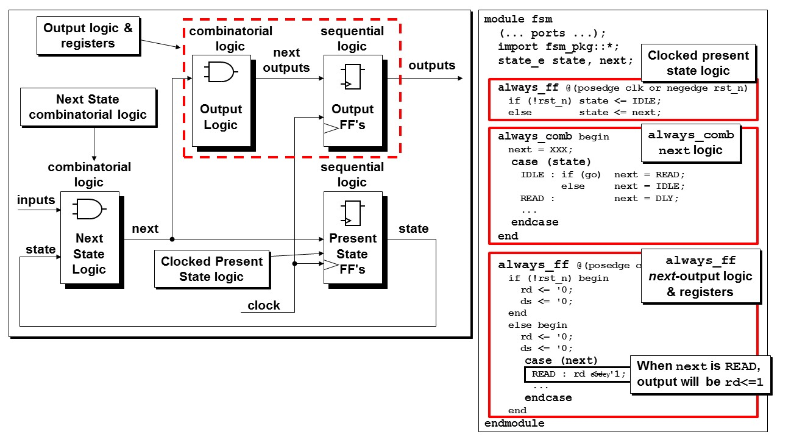 Output logic &
registers
Next State
combinatorial logic
combinatorial
logic
next
outputs
sequential
logic
outputs
Output
Logic
Output
FF's
combinatorial
logic
sequential
logic
inputs
state
Next
State
Logic
next
Present
State
FF's
state
Clocked Present
State logic
clock
module fsm
(... ports ...);
import fsm_pkg::*;
state_e state, next;
Clocked present
state logic
always_ff @(posedge clk or negedge rst_n)
if (!rst_n) state <= IDLE;
else state <= next;
always_comb begin
next = XXX;
case (state)
IDLE : if (go) next = READ;
else next = IDLE;
READ : next = DLY;
...
endcase
end
always_comb
next logic
always_ff @(posedge
if (!rst_n) begin
rd <= '0;
ds <= '0;
end
else begin
rd <= '0;
ds <= '0;
case (next)
READ : rd '1;
...
endcase
end
endmodule
always_ff
next-output logic
& registers
When next is READ,
output will be rd<=1